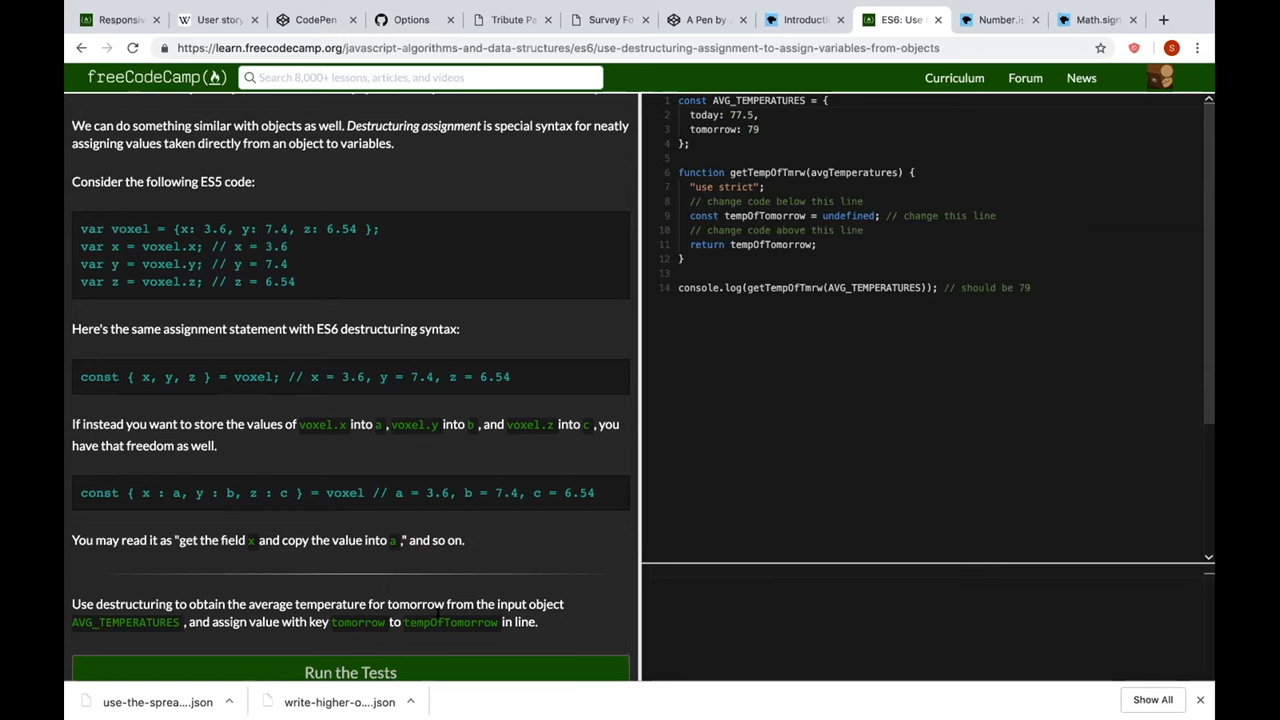 Responsiv
User story
CodePen
Options
Tribute Pa
Survey Fo
A Pen by
Introducti
ES6: Use
Number.is
Math.sign
https://learn.freecodecamp.org/javascript-algorithms-and-data-structures/es6/use-destructuring-assignment-to-assign-variables-from-objects
S
freeCodeCamp
Search 8,000+ lessons, articles, and videos
Curriculum
Forum
News
We can do something similar with objects as well. Destructuring assignment is special syntax for neatly
assigning values taken directly from an object to variables.
Consider the following ES5 code:
var voxel = {x: 3.6, y: 7.4, z: 6.54 };
var x = voxel.x; // x = 3.6
var y = voxel.y; // y = 7.4
var z = voxel.z; // z = 6.54
Here's the same assignment statement with ES6 destructuring syntax:
const { x, y, z } = voxel; // x = 3.6, y = 7.4, z = 6.54
If instead you want to store the values of voxel.x into a , voxel.y into b , and voxel.z into c , you
have that freedom as well.
const { x : a, y : b, z : c } = voxel // a = 3.6, b = 7.4, c = 6.54
You may read it as "get the field x and copy the value into a ," and so on.
Use destructuring to obtain the average temperature for tomorrow from the input object
AVG_TEMPERATURES , and assign value with key tomorrow to tempOfTomorrow in line.
Run the Tests
1 const AVG_TEMPERATURES = {
2 today: 77.5,
3 tomorrow: 79
4 };
5
6 function getTempOfTmrw(avgTemperatures) {
7 "use strict";
8 // change code below this line
9 const tempOfTomorrow = undefined; // change this line
10 // change code above this line
11 return tempOfTomorrow;
12 }
13
14 console.log(getTempOfTmrw(AVG_TEMPERATURES)); // should be 79
use-the-sprea....json
write-higher-o....json
Show All